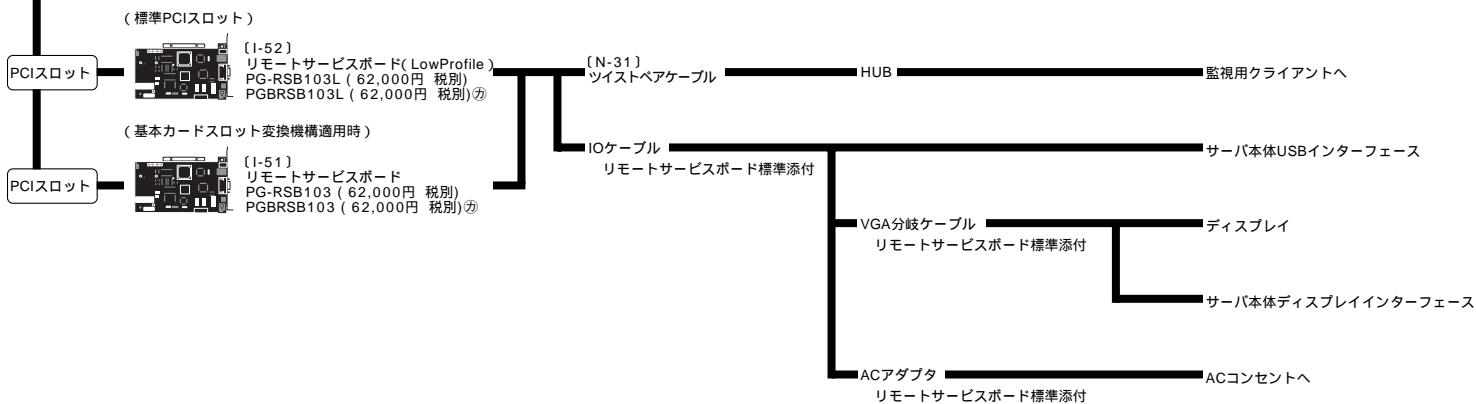 (標準PCIスロット)
PCIスロット
〔I-52〕
リモートサービスボード(LowProfile)
PG-RSB103L(62,000円 税別)
PGBRSB103L(62,000円 税別)㋕
〔N-31〕
ツイストペアケーブル
HUB
監視用クライアントへ
(基本カードスロット変換機構適用時)
PCIスロット
〔I-51〕
リモートサービスボード
PG-RSB103(62,000円 税別)
PGBRSB103(62,000円 税別)㋕
IOケーブル
リモートサービスボード標準添付
サーバ本体USBインターフェース
VGA分岐ケーブル
リモートサービスボード標準添付
ディスプレイ
サーバ本体ディスプレイインターフェース
ACアダプタ
リモートサービスボード標準添付
ACコンセントへ